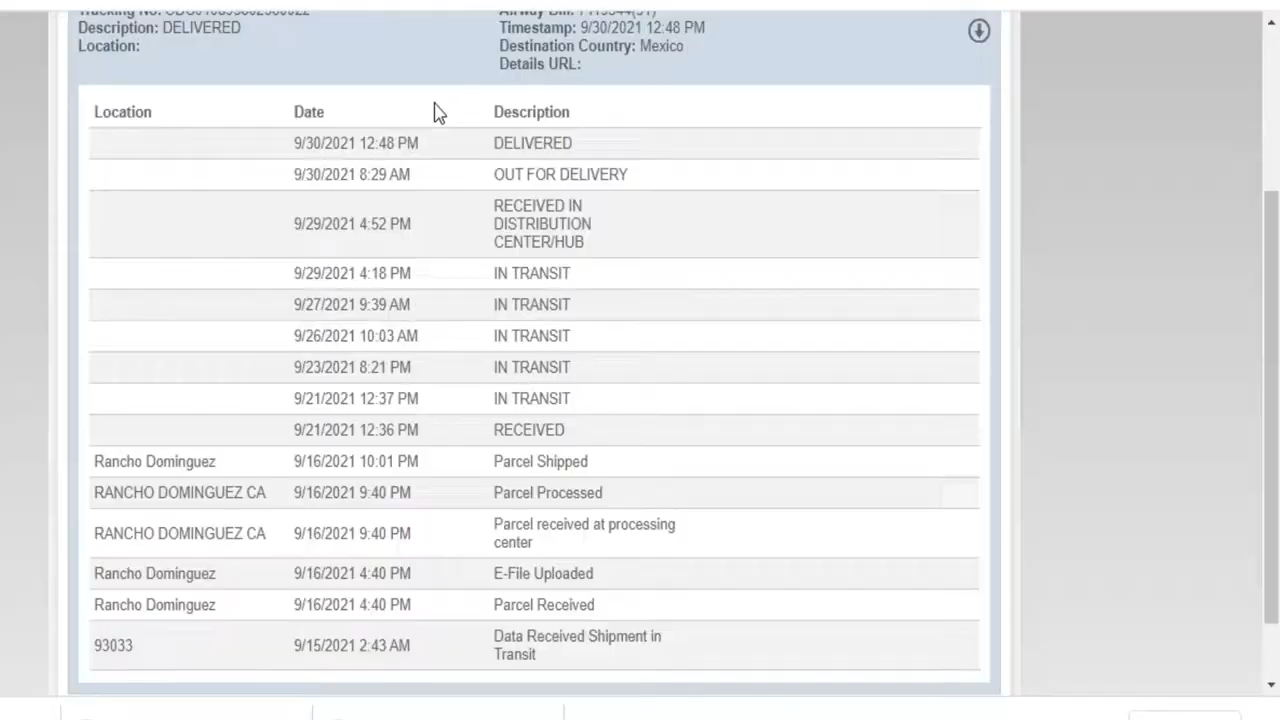 Description: DELIVERED
Timestamp: 9/30/2021 12:48 PM
Location:
Destination Country: Mexico
Details URL:
Location Date Description
9/30/2021 12:48 PM DELIVERED
9/30/2021 8:29 AM OUT FOR DELIVERY
RECEIVED IN
9/29/2021 4:52 PM DISTRIBUTION
CENTER/HUB
9/29/2021 4:18 PM IN TRANSIT
9/27/2021 9:39 AM IN TRANSIT
9/26/2021 10:03 AM IN TRANSIT
9/23/2021 8:21 PM IN TRANSIT
9/21/2021 12:37 PM IN TRANSIT
9/21/2021 12:36 PM RECEIVED
Rancho Dominguez 9/16/2021 10:01 PM Parcel Shipped
RANCHO DOMINGUEZ CA 9/16/2021 9:40 PM Parcel Processed
RANCHO DOMINGUEZ CA 9/16/2021 9:40 PM Parcel received at processing
center
Rancho Dominguez 9/16/2021 4:40 PM E-File Uploaded
Rancho Dominguez 9/16/2021 4:40 PM Parcel Received
93033 9/15/2021 2:43 AM Data Received Shipment in
Transit